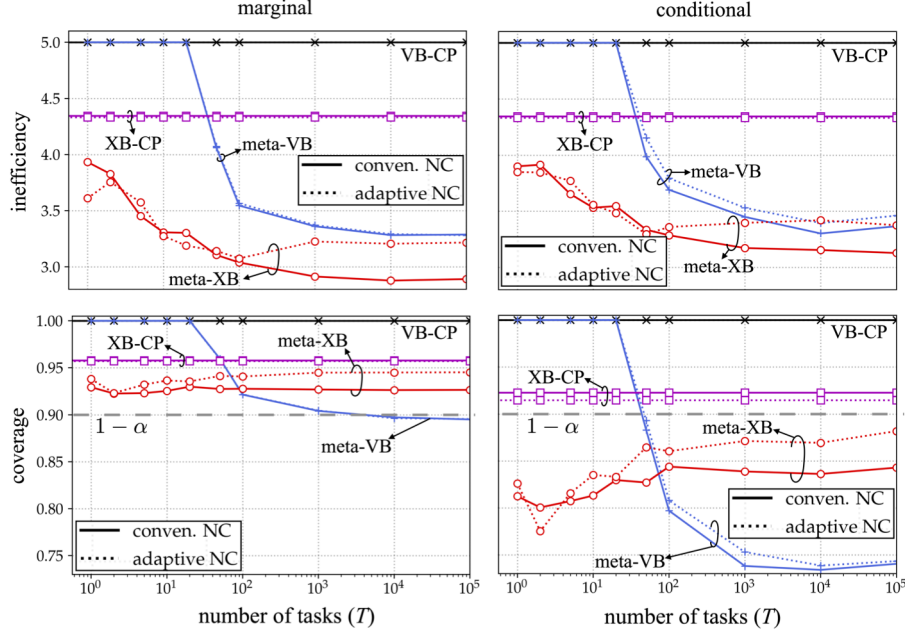 marginal
conditional
inefficiency
5.0
4.5
4.0
3.5
3.0
VB-CP
XB-CP
meta-VB
conven. NC
adaptive NC
meta-XB
VB-CP
XB-CP
meta-VB
meta-XB
conven. NC
adaptive NC
coverage
1.00
0.95
0.90
0.85
0.80
0.75
VB-CP
XB-CP
meta-XB
1 − α
meta-VB
conven. NC
adaptive NC
10⁰
10¹
10²
10³
10⁴
10⁵
number of tasks (T)
VB-CP
XB-CP
1 − α
meta-XB
conven. NC
adaptive NC
meta-VB
10⁰
10¹
10²
10³
10⁴
10⁵
number of tasks (T)